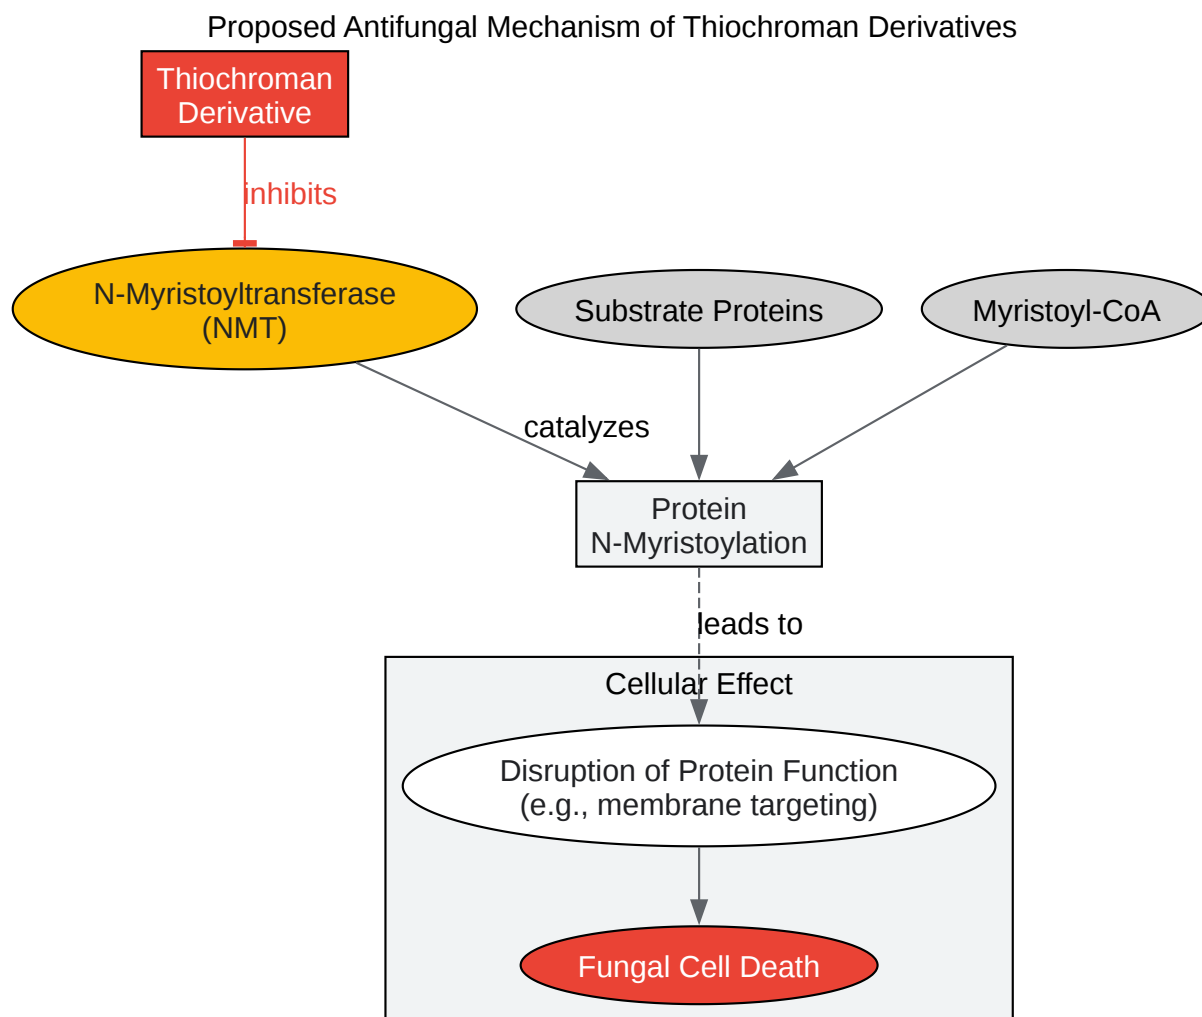 Proposed Antifungal Mechanism of Thiochroman Derivatives
Thiochroman
Derivative
inhibits
N-Myristoyltransferase
(NMT)
Substrate Proteins
Myristoyl-CoA
catalyzes
Protein
N-Myristoylation
leads to
Cellular Effect
Disruption of Protein Function
(e.g., membrane targeting)
Fungal Cell Death